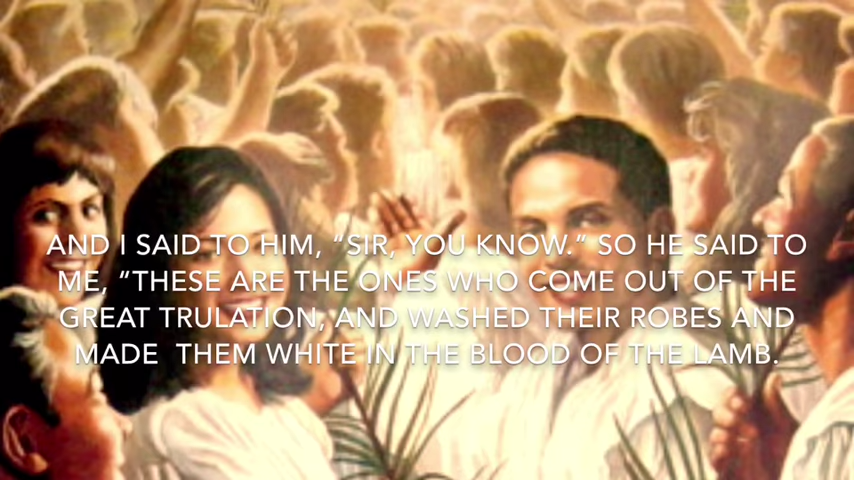 AND I SAID TO HIM, “SIR, YOU KNOW.“ SO HE SAID TO
ME, “THESE ARE THE ONES WHO COME OUT OF THE
GREAT TRULATION, AND WASHED THEIR ROBES AND
MADE  THEM WHITE IN THE BLOOD OF THE LAMB.